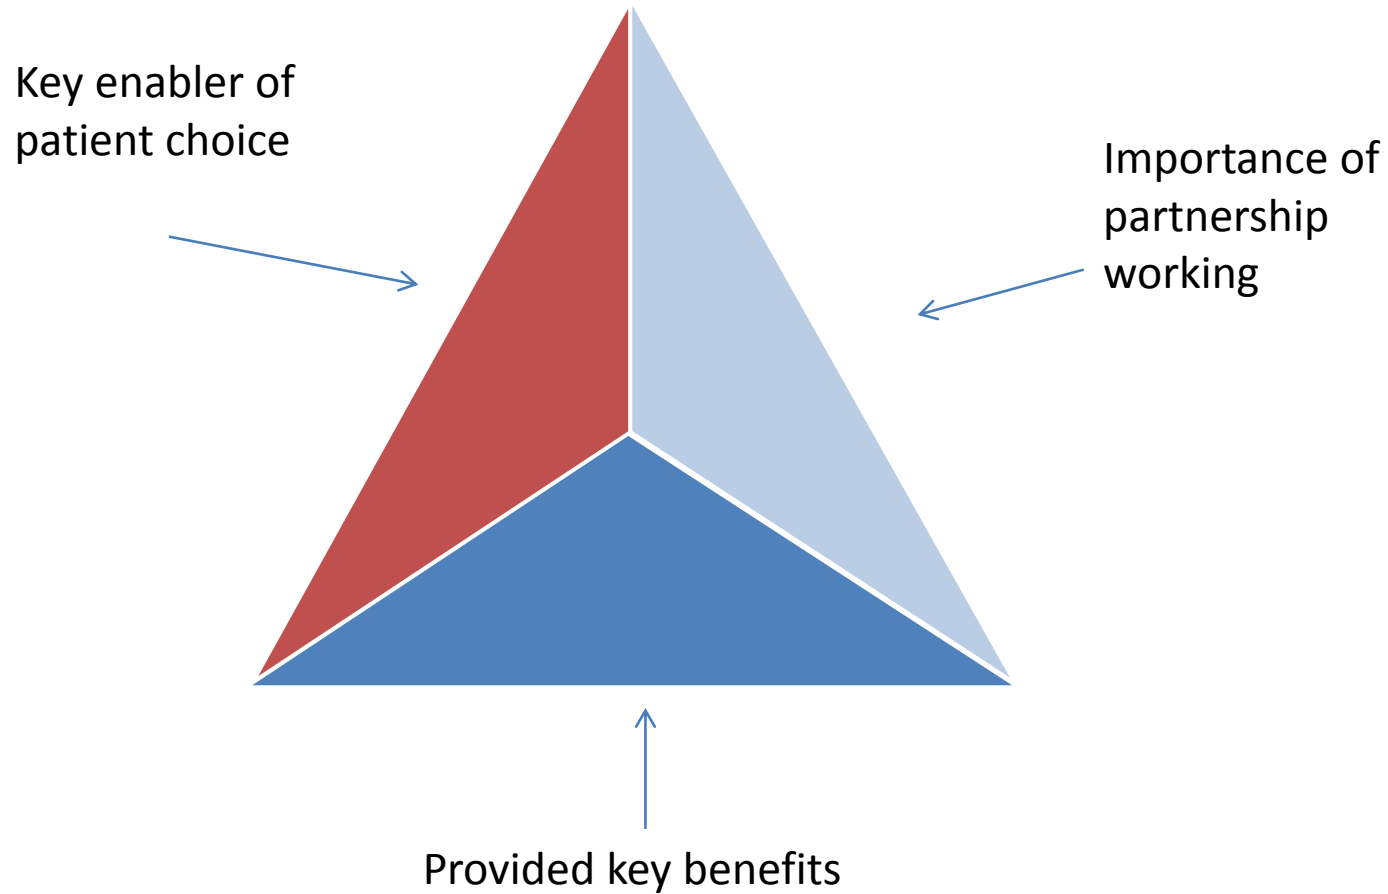 Key enabler of
patient choice
Importance of
partnership
working
Provided key benefits